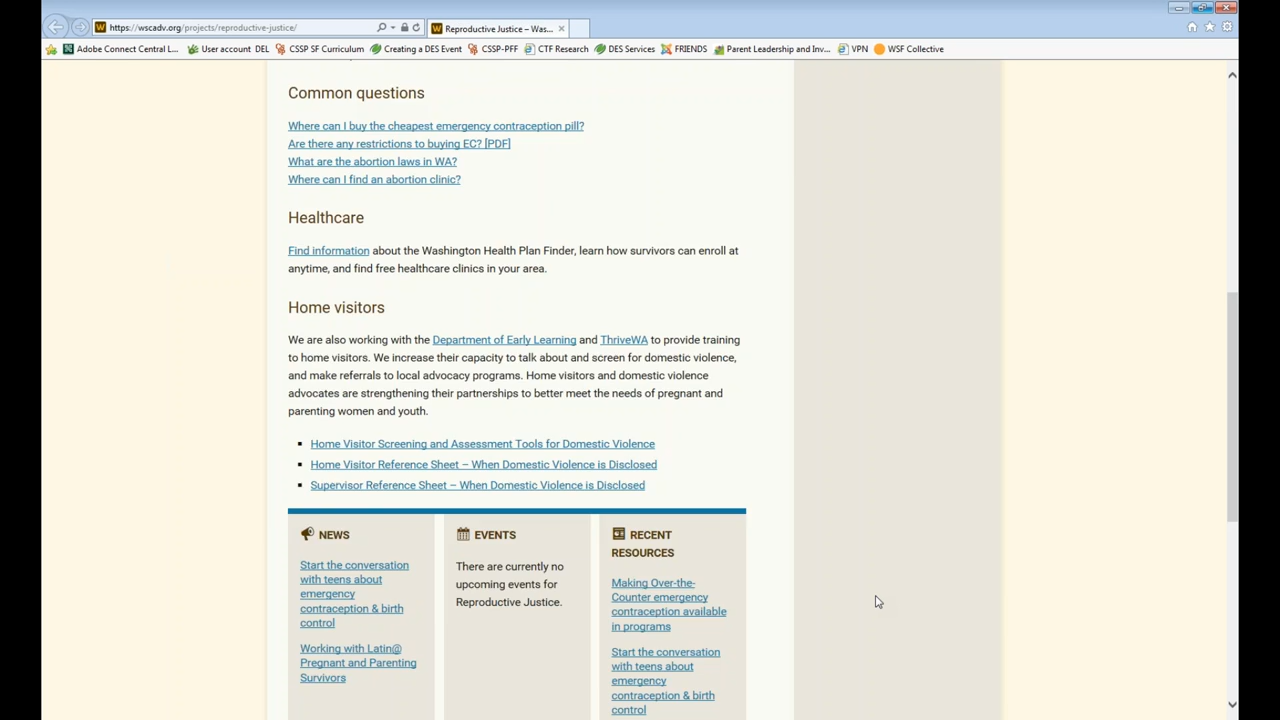 https://wscadv.org/projects/reproductive-justice/
Reproductive Justice – Was...
Adobe Connect Central L...
User account DEL
CSSP SF Curriculum
Creating a DES Event
CSSP-PFF
CTF Research
DES Services
FRIENDS
Parent Leadership and Inv...
VPN
WSF Collective
Common questions
Where can I buy the cheapest emergency contraception pill?
Are there any restrictions to buying EC? [PDF]
What are the abortion laws in WA?
Where can I find an abortion clinic?
Healthcare
Find information about the Washington Health Plan Finder, learn how survivors can enroll at
anytime, and find free healthcare clinics in your area.
Home visitors
We are also working with the Department of Early Learning and ThriveWA to provide training
to home visitors. We increase their capacity to talk about and screen for domestic violence,
and make referrals to local advocacy programs. Home visitors and domestic violence
advocates are strengthening their partnerships to better meet the needs of pregnant and
parenting women and youth.
Home Visitor Screening and Assessment Tools for Domestic Violence
Home Visitor Reference Sheet – When Domestic Violence is Disclosed
Supervisor Reference Sheet – When Domestic Violence is Disclosed
NEWS
Start the conversation
with teens about
emergency
contraception & birth
control
Working with Latin@
Pregnant and Parenting
Survivors
EVENTS
There are currently no
upcoming events for
Reproductive Justice.
RECENT
RESOURCES
Making Over-the-
Counter emergency
contraception available
in programs
Start the conversation
with teens about
emergency
contraception & birth
control